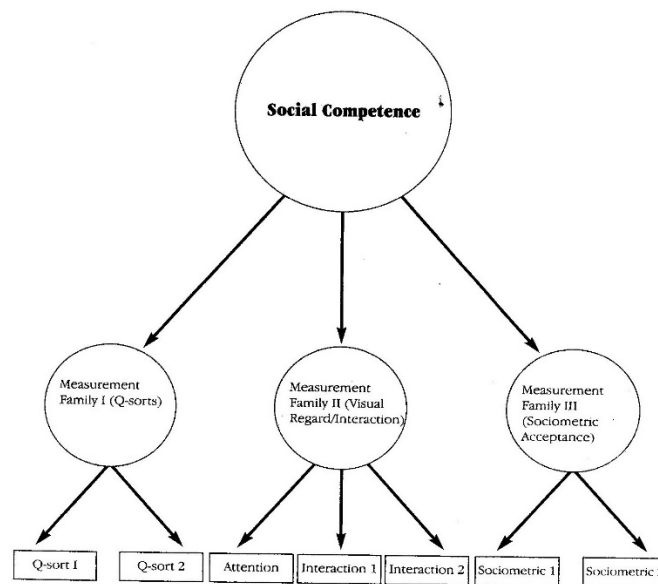 Social Competence
Measurement
Family I (Q-sorts)
Measurement
Family II (Visual
Regard/Interaction)
Measurement
Family III
(Sociometric
Acceptance)
Q-sort I
Q-sort 2
Attention
Interaction 1
Interaction 2
Sociometric 1
Sociometric